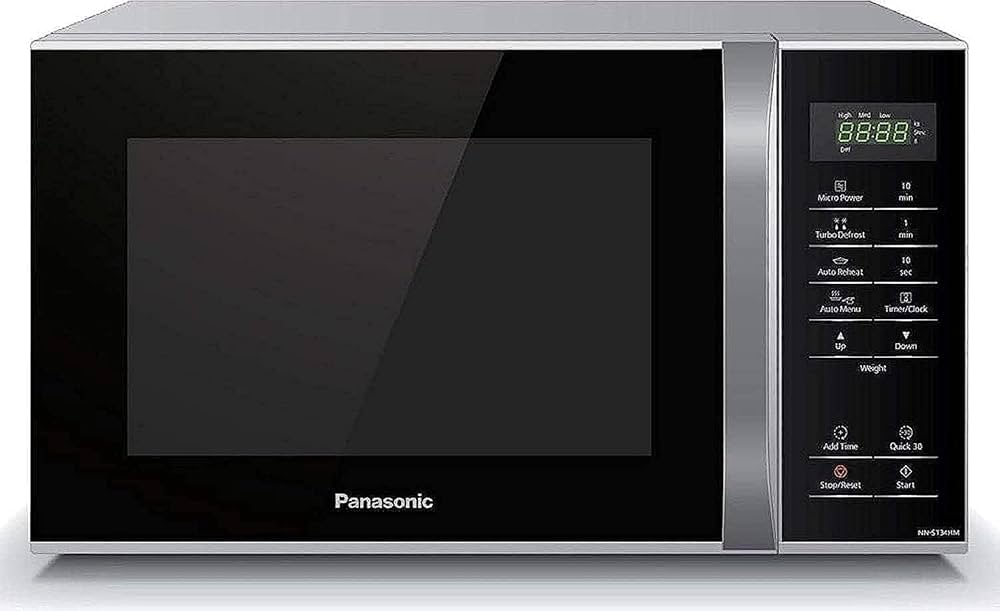 High Med Low
88:88
Micro Power
10
min
Turbo Defrost
1
min
Auto Reheat
10
sec
Auto Menu
Timer/Clock
Up
Down
Weight
Add Time
Quick 30
Stop/Reset
Start
Panasonic
NN-ST34HM